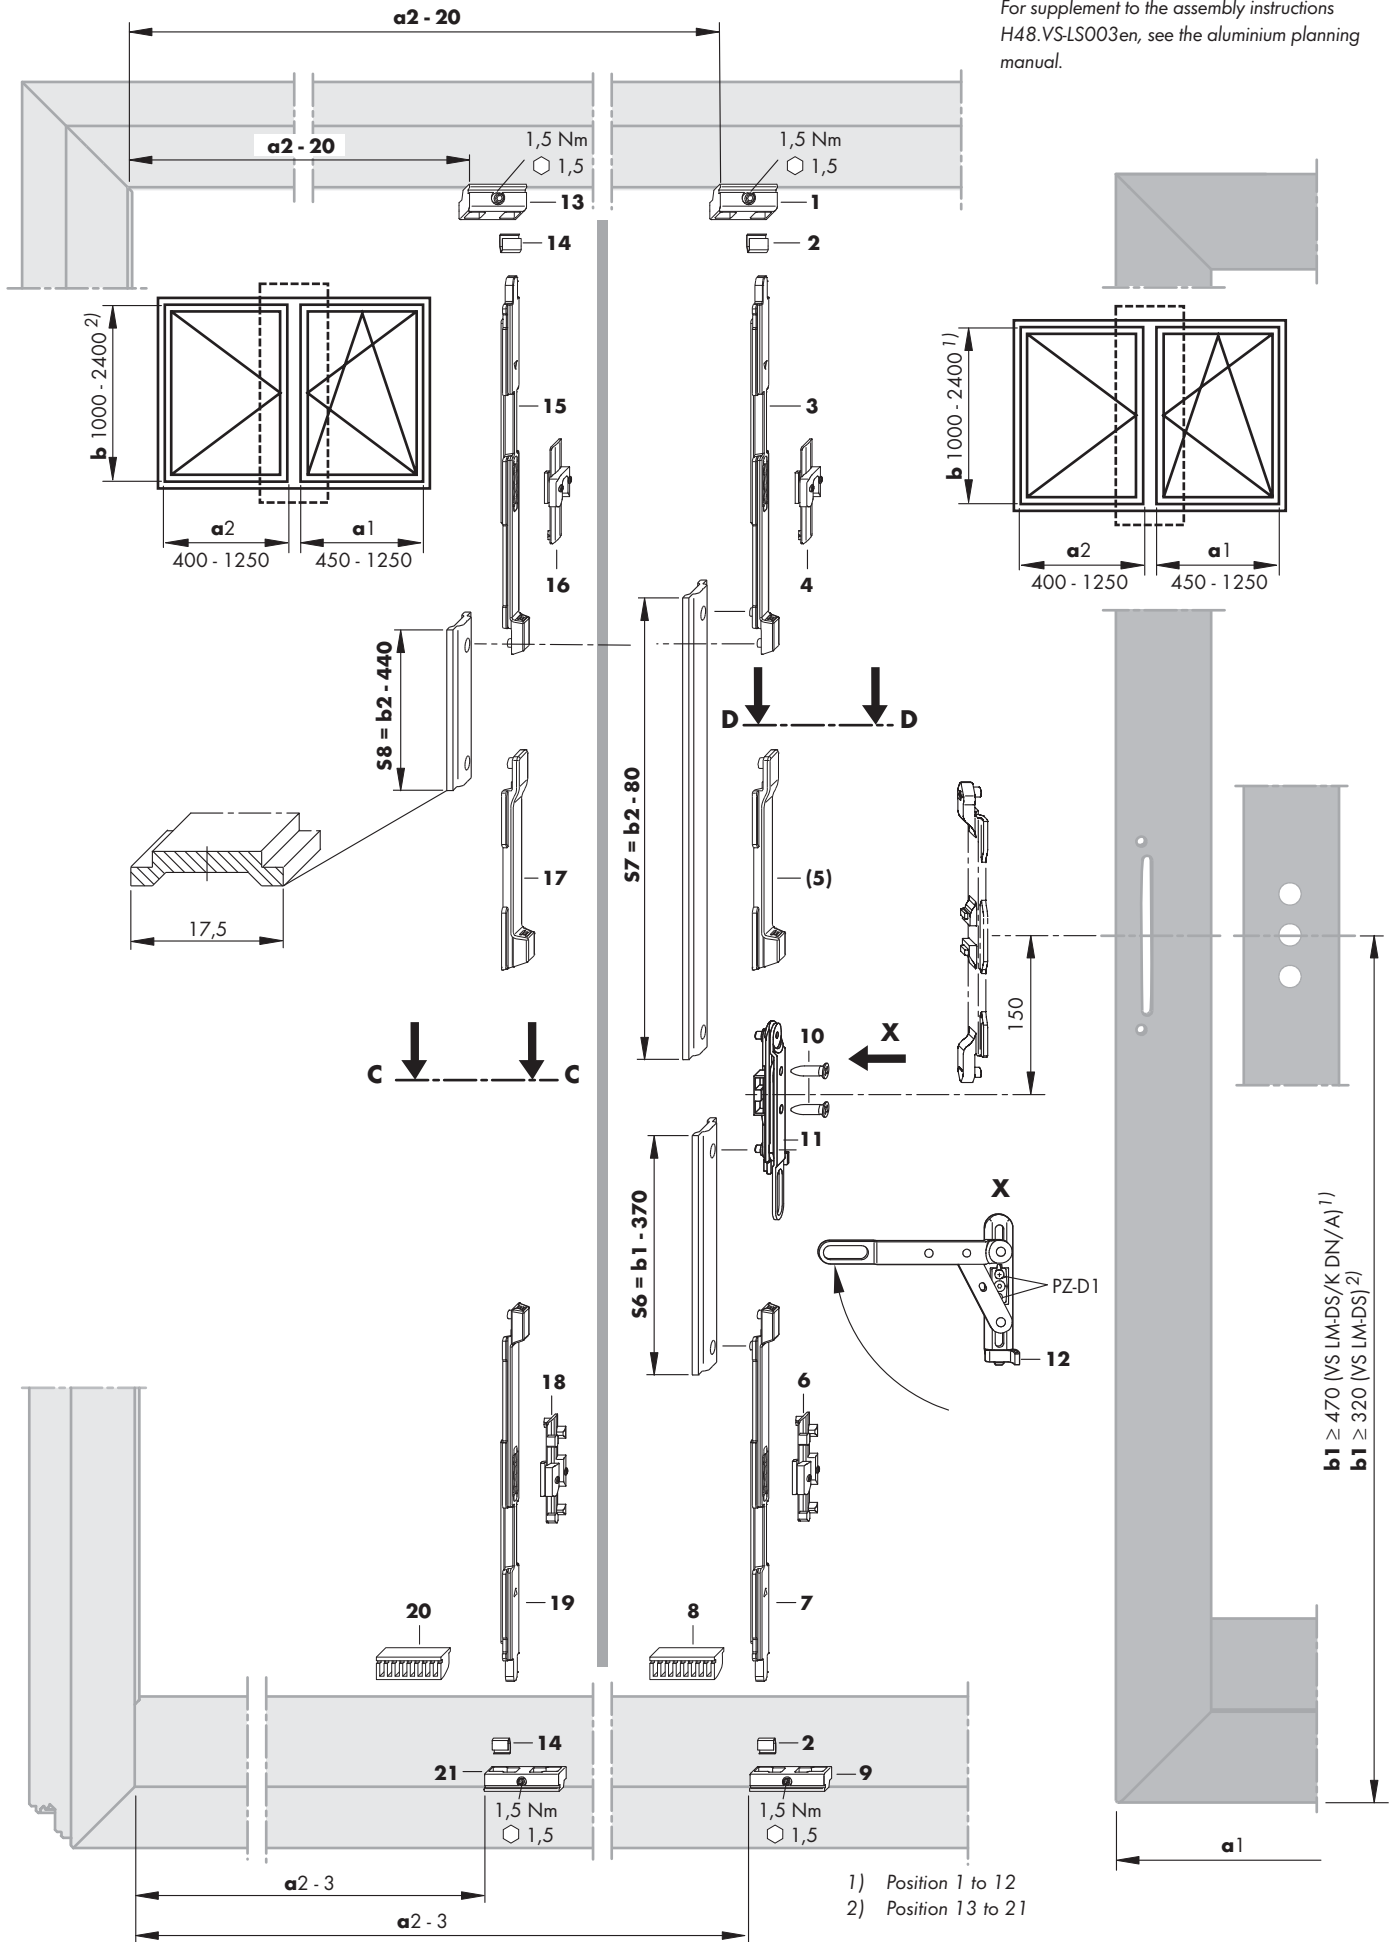 a2 - 20
For supplement to the assembly instructions
H48.VS-LS003en, see the aluminium planning
manual.
a2 - 20
1,5 Nm
1,5
13
14
1,5 Nm
1,5
1
2
b 1000 - 2400 2)
a2
400 - 1250
a1
450 - 1250
15
16
3
4
b 1000 - 2400 1)
a2
400 - 1250
a1
450 - 1250
S8 = b2 - 440
S7 = b2 - 80
D D
17,5
17
(5)
150
C C
10
X
11
S6 = b1 - 370
X
PZ-D1
12
b1 ≥ 470 (VS LM-DS/K DN/A) 1)
b1 ≥ 320 (VS LM-DS) 2)
18
6
19
7
20
8
14
2
21
9
1,5 Nm
1,5
1,5 Nm
1,5
a1
a2 - 3
a2 - 3
1) Position 1 to 12
2) Position 13 to 21